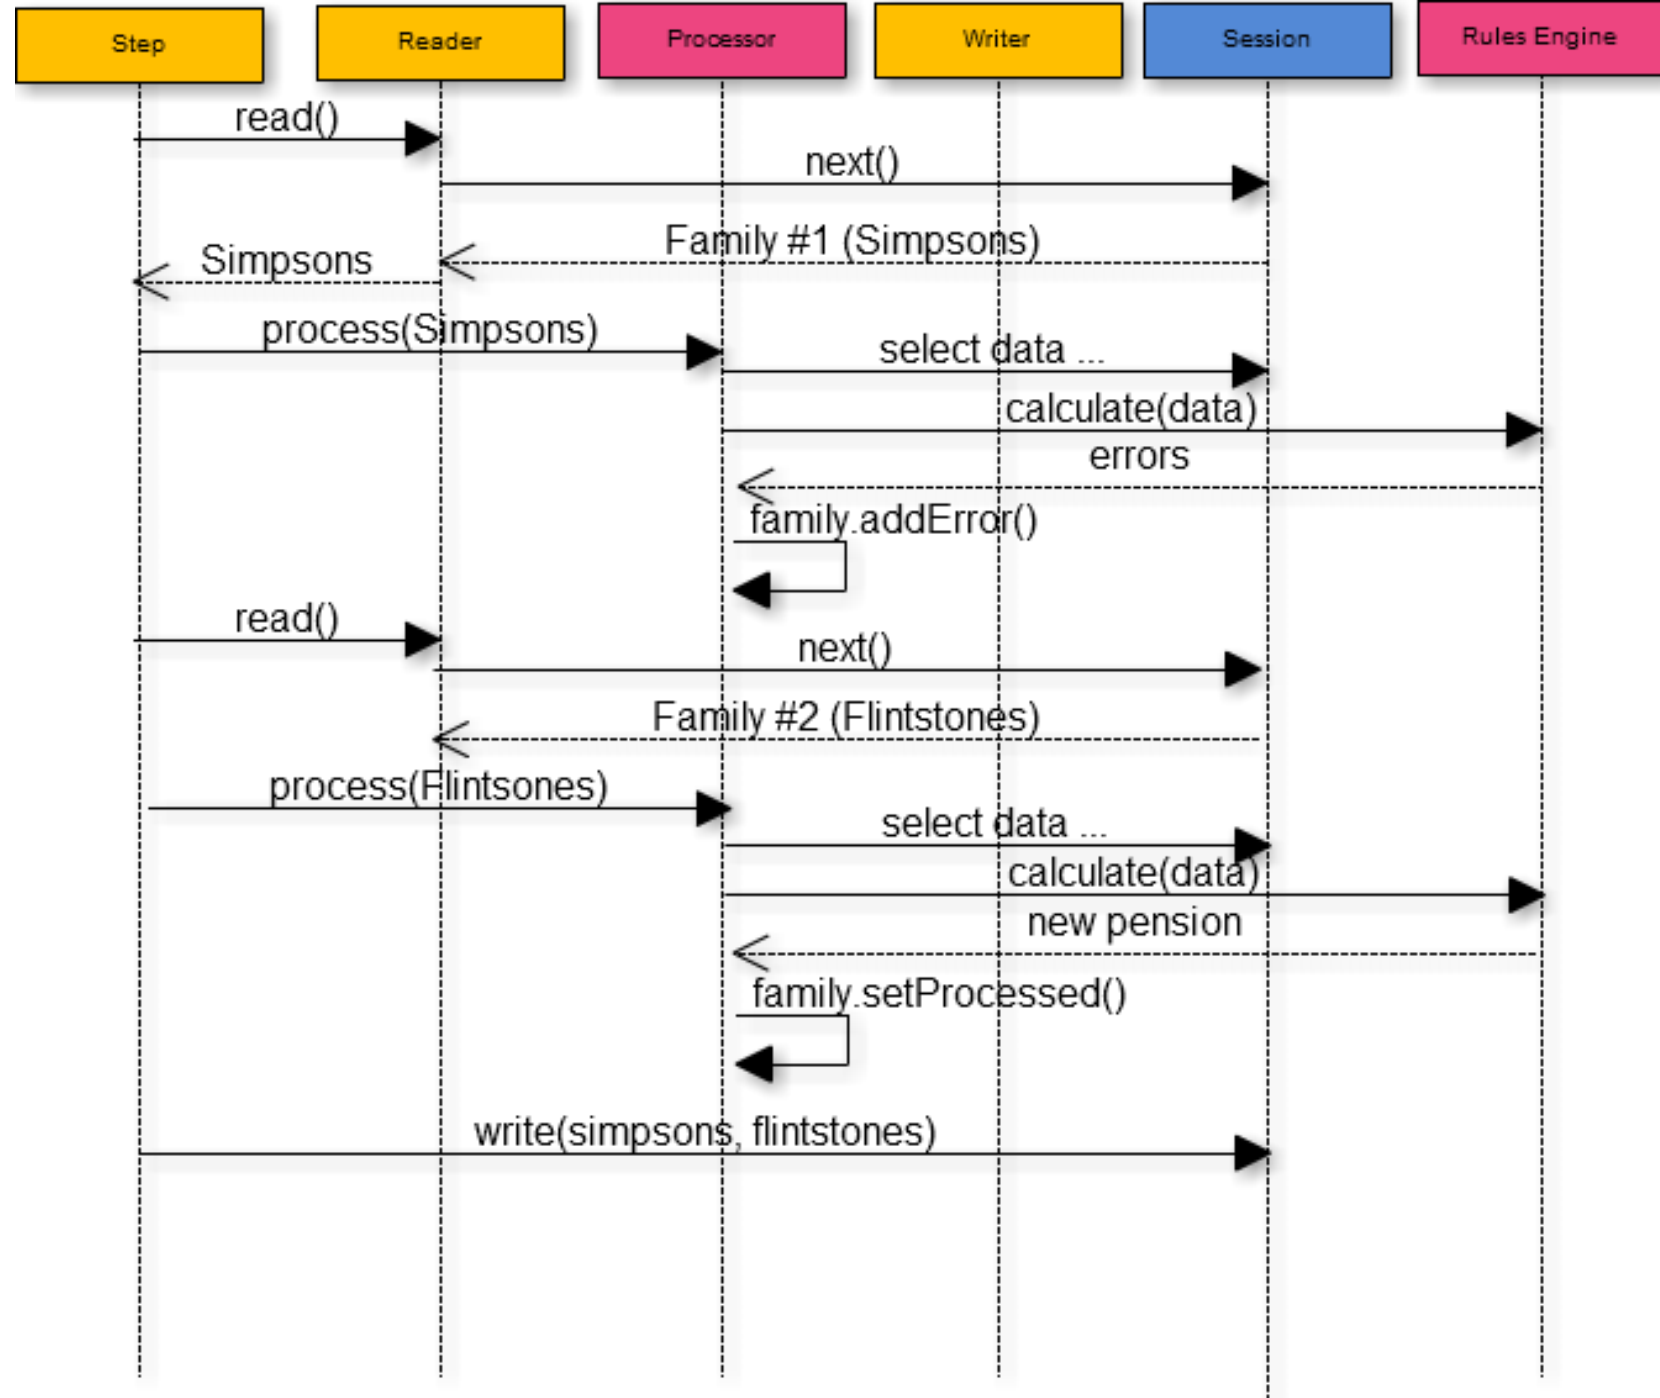 Step
Reader
Processor
Writer
Session
Rules Engine
read()
next()
Family #1 (Simpsons)
Simpsons
process(Simpsons)
select data ...
calculate(data)
errors
family.addError()
read()
next()
Family #2 (Flintstones)
process(Flintsones)
select data ...
calculate(data)
new pension
family.setProcessed()
write(simpsons, flintstones)